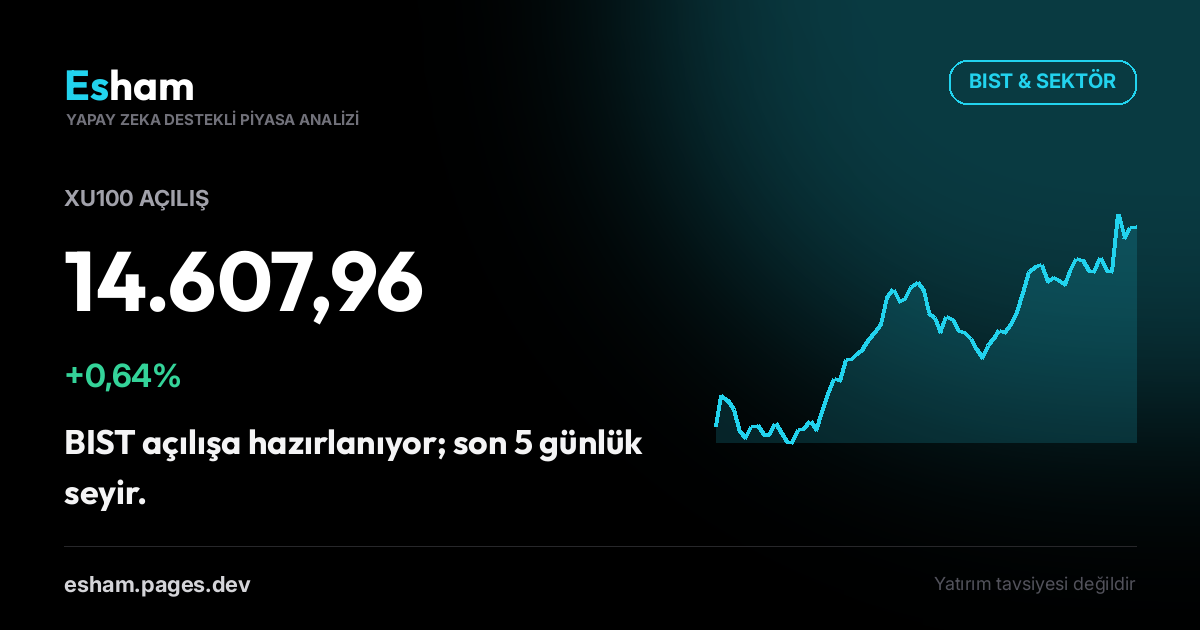 Esham
BIST & SEKTÖR
YAPAY ZEKA DESTEKLİ PİYASA ANALİZİ
XU100 AÇILIŞ
14.607,96
+0,64%
BIST açılışa hazırlanıyor; son 5 günlük
seyir.
esham.pages.dev
Yatırım tavsiyesi değildir